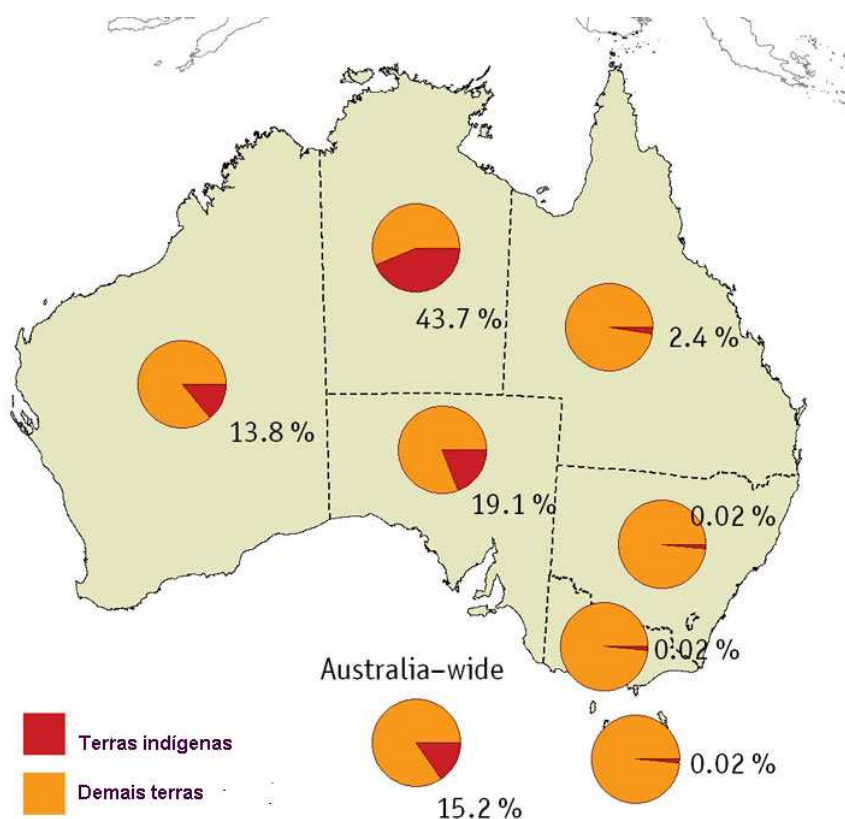 43.7 %
2.4 %
13.8 %
19.1 %
0.02 %
0.02 %
Australia-wide
Terras indígenas
0.02 %
Demais terras
15.2 %